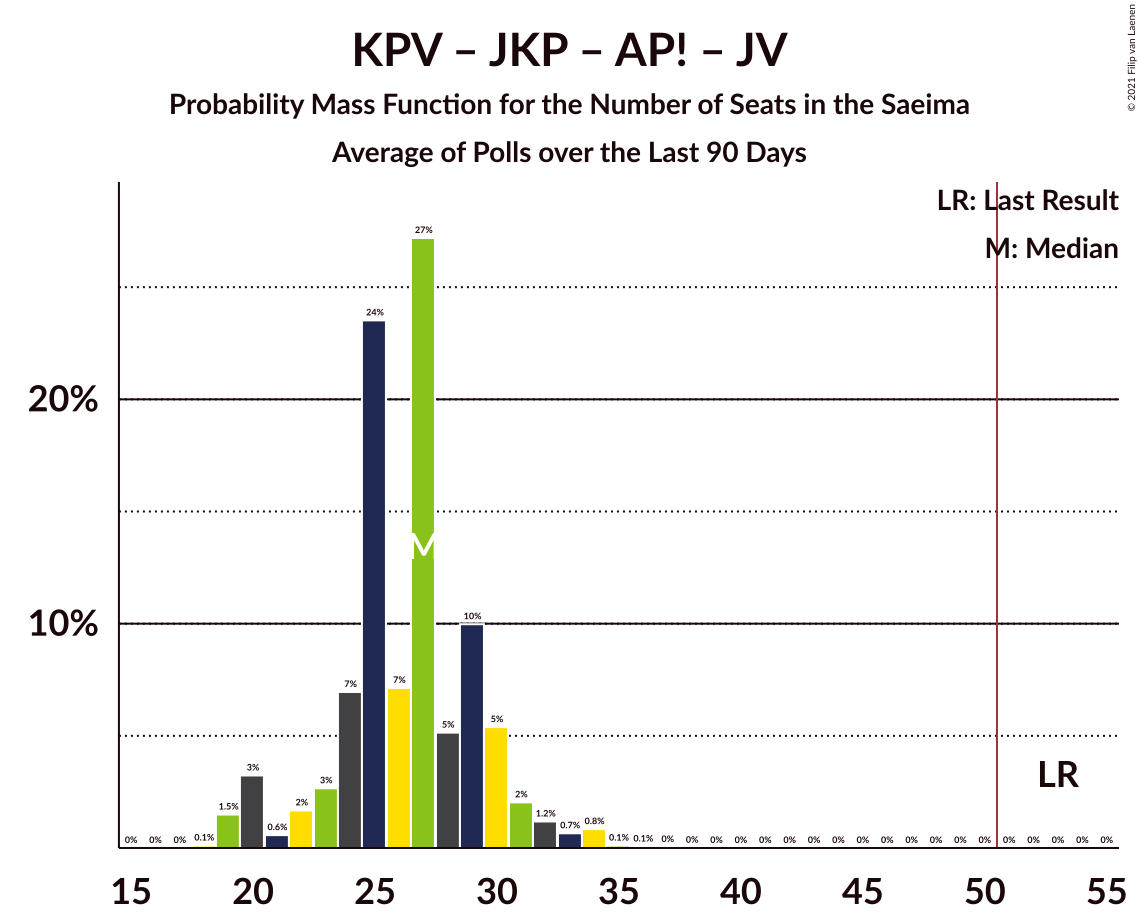 KPV – JKP – AP! – JV
Probability Mass Function for the Number of Seats in the Saeima
Average of Polls over the Last 90 Days
© 2021 Filip van Laenen
LR: Last Result
M: Median
27%
24%
20%
M
10%
10%
7%
7%
5%
5%
LR
3%
3%
2%
2%
1.5%
1.2%
0.6%
0.7%
0.8%
0% 0% 0% 0.1% 0.1% 0.1% 0% 0% 0% 0% 0% 0% 0% 0% 0% 0% 0% 0% 0% 0% 0% 0% 0% 0% 0%
15 20 25 30 35 40 45 50 55